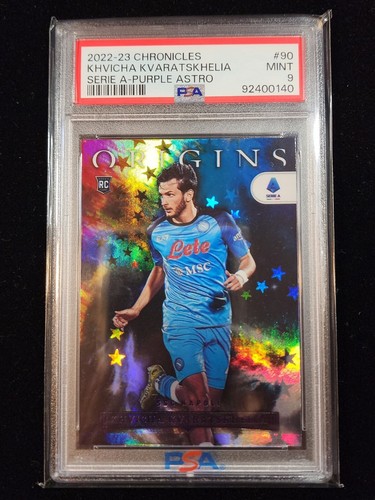 2022-23 CHRONICLES #90
KHVICHA KVARATSKHELIA MINT
SERIE A-PURPLE ASTRO 9
PSA 92400140
ORIGINS
RC
SERIE A
Lete
MSC
PSA